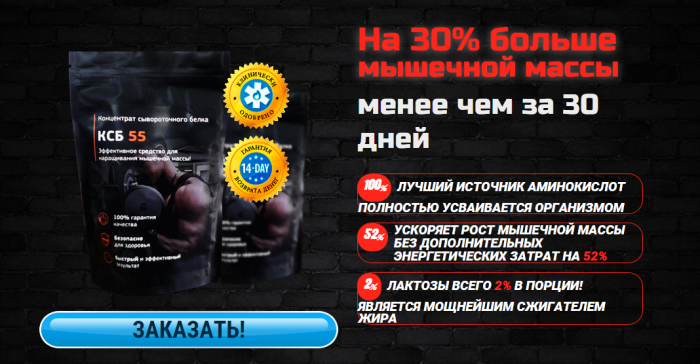 Концентрат сывороточного белка
КСБ 55
Эффективное средство для
наращивания мышечной массы!
100% гарантия
качества
Безопасно
для здоровья
Быстрый и эффективный
результат
КЛИНИЧЕСКИ
ОДОБРЕНО
ГАРАНТИЯ
14-DAY
ВОЗВРАТА ДЕНЕГ
ЗАКАЗАТЬ!
На 30% больше
мышечной массы
менее чем за 30
дней
100% ЛУЧШИЙ ИСТОЧНИК АМИНОКИСЛОТ
ПОЛНОСТЬЮ УСВАИВАЕТСЯ ОРГАНИЗМОМ
52% УСКОРЯЕТ РОСТ МЫШЕЧНОЙ МАССЫ
БЕЗ ДОПОЛНИТЕЛЬНЫХ
ЭНЕРГЕТИЧЕСКИХ ЗАТРАТ НА 52%
2% ЛАКТОЗЫ ВСЕГО 2% В ПОРЦИИ!
ЯВЛЯЕТСЯ МОЩНЕЙШИМ СЖИГАТЕЛЕМ
ЖИРА